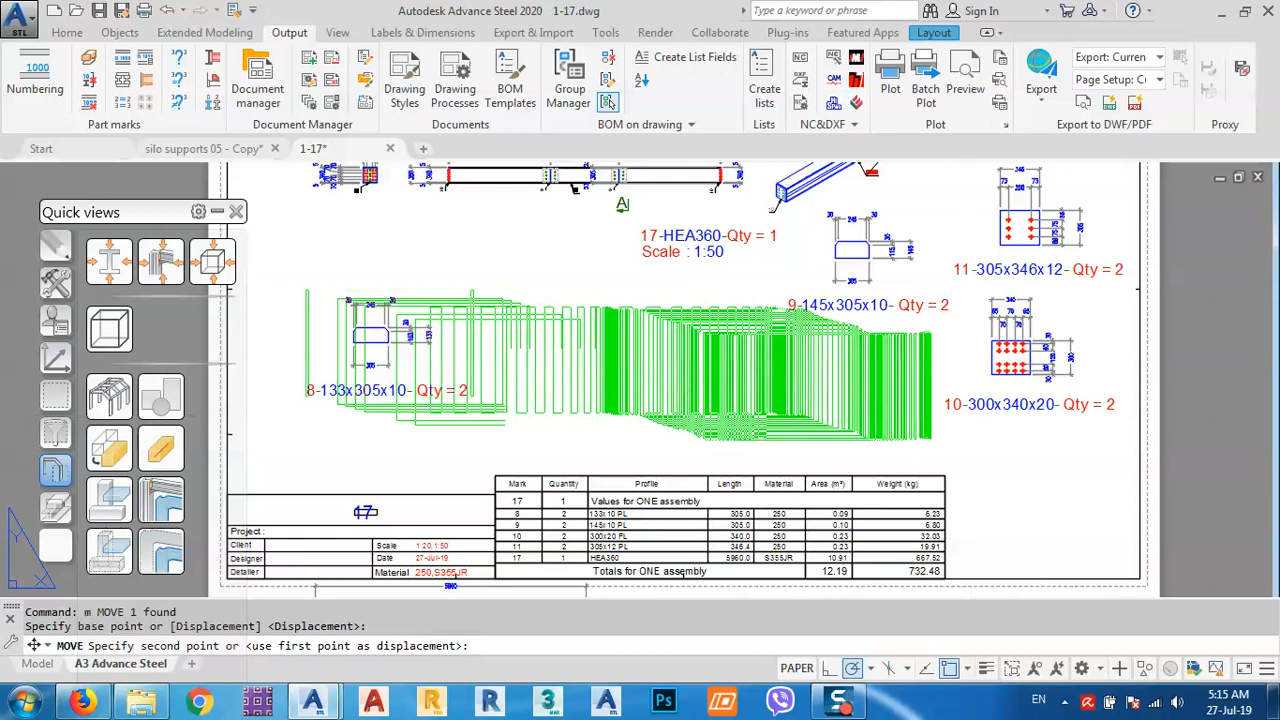 Autodesk Advance Steel 2020 1-17.dwg
Type a keyword or phrase
Sign In
STL
Home Objects Extended Modeling Output View Labels & Dimensions Export & Import Tools Render Collaborate Plug-ins Featured Apps Layout
1000
Numbering
Document manager
Drawing Styles
Drawing Processes
BOM Templates
Group Manager
Create List Fields
Create lists
NC
CAM
Plot
Batch Plot
Preview
Export
Export: Curren
Page Setup: Cu
DWF
PDF
Part marks
Document Manager
Documents
BOM on drawing
Lists
NC&DXF
Plot
Export to DWF/PDF
Proxy
Start
silo supports 05 - Copy*
1-17*
Quick views
A
17-HEA360-Qty = 1
Scale : 1:50
11-305x346x12- Qty = 2
9-145x305x10- Qty = 2
8-133x305x10- Qty = 2
10-300x340x20- Qty = 2
Mark Quantity Profile Length Material Area (m²) Weight (kg)
17 1 Values for ONE assembly
8 2 133x10 PL 305.0 250 0.09 6.23
9 2 145x10 PL 305.0 250 0.10 6.80
10 2 300x20 PL 340.0 250 0.23 32.03
11 2 305x12 PL 346.4 250 0.23 19.91
17 1 HEA360 5960.0 S355JR 10.91 667.52
Totals for ONE assembly 12.19 732.48
17
Project :
Client Scale 1:20,1:50
Designer Date 27-Jul-19
Detailer Material 250,S355JR
Command: m MOVE 1 found
Specify base point or [Displacement] <Displacement>:
MOVE Specify second point or <use first point as displacement>:
Model A3 Advance Steel
PAPER
EN
5:15 AM
27-Jul-19